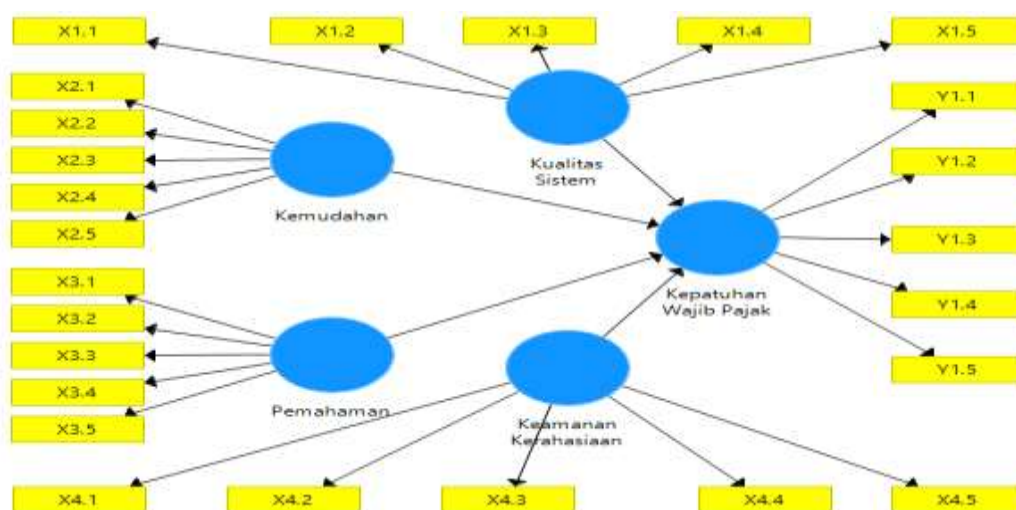 X1.1
X1.2
X1.3
X1.4
X1.5
X2.1
X2.2
X2.3
X2.4
X2.5
Kemudahan
Kualitas
Sistem
Y1.1
Y1.2
Y1.3
Y1.4
Y1.5
Kepatuhan
Wajib Pajak
X3.1
X3.2
X3.3
X3.4
X3.5
Pemahaman
Keamanan
Kerahasiaan
X4.1
X4.2
X4.3
X4.4
X4.5